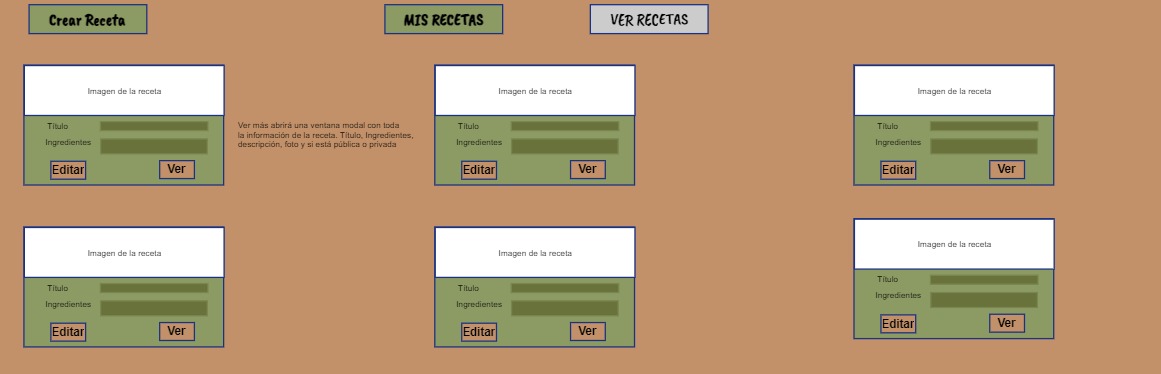 Crear Receta
MIS RECETAS
VER RECETAS
Imagen de la receta
Título
Ingredientes
Editar
Ver
Ver más abrirá una ventana modal con toda
la información de la receta. Título, Ingredientes,
descripción, foto y si está pública o privada
Imagen de la receta
Título
Ingredientes
Editar
Ver
Imagen de la receta
Título
Ingredientes
Editar
Ver
Imagen de la receta
Título
Ingredientes
Editar
Ver
Imagen de la receta
Título
Ingredientes
Editar
Ver
Imagen de la receta
Título
Ingredientes
Editar
Ver